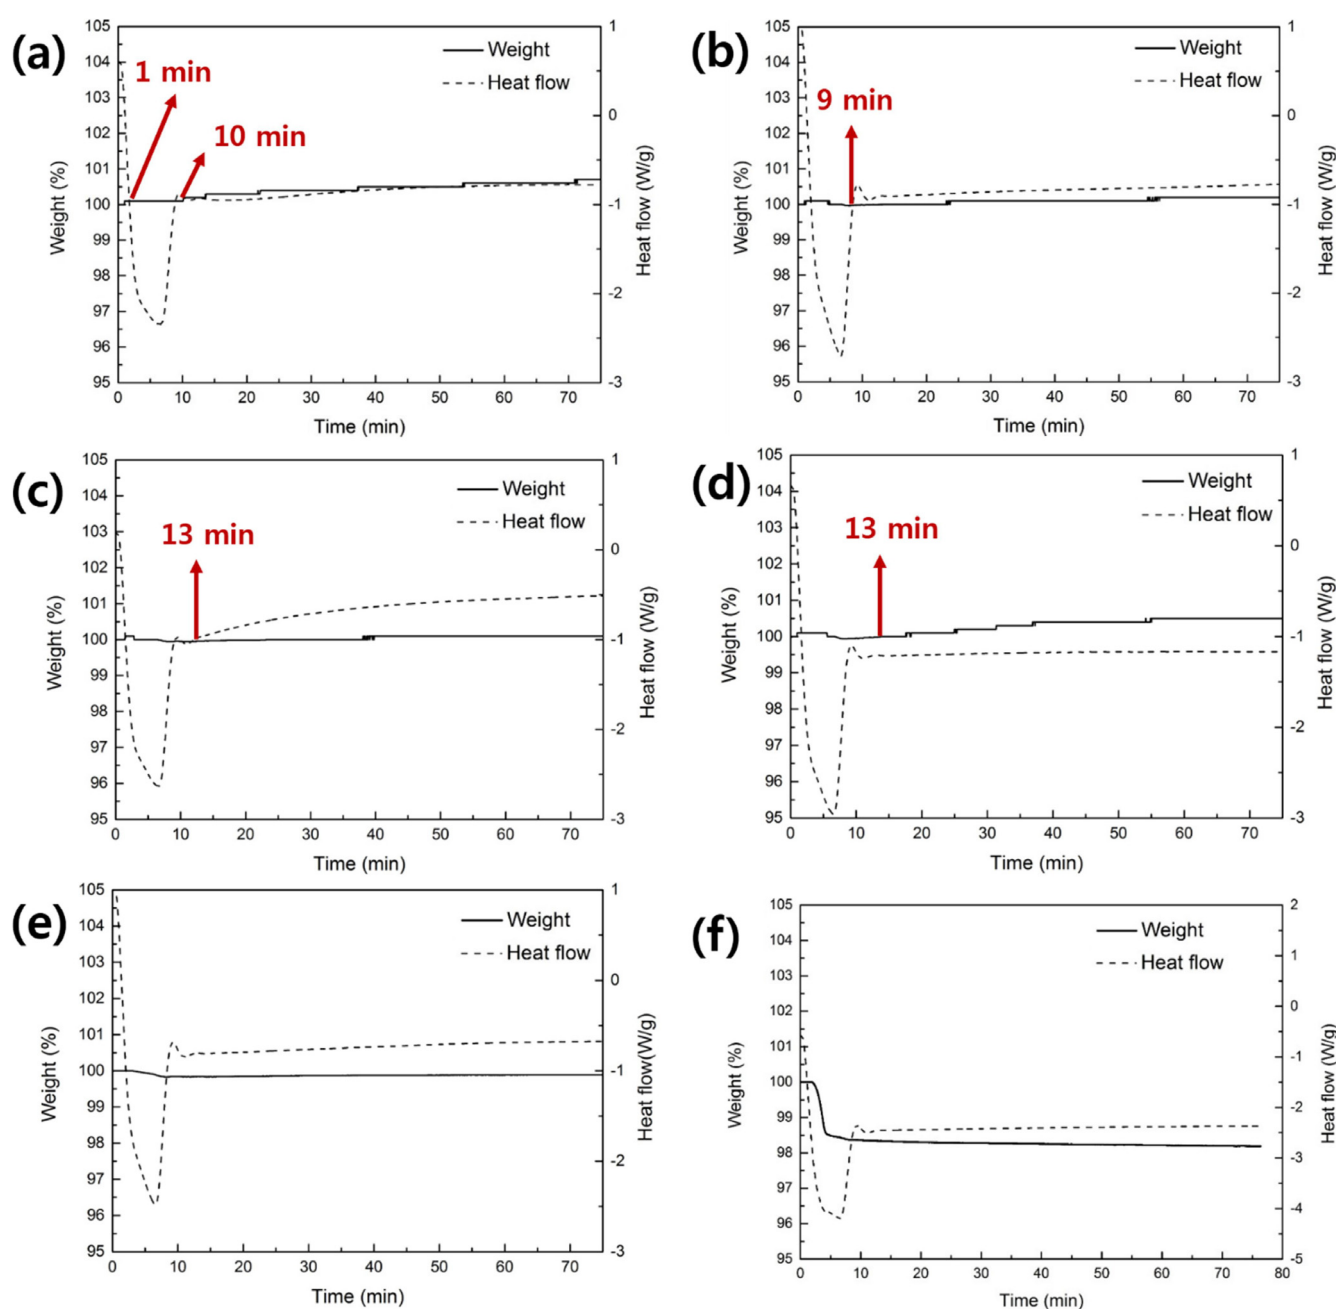 (a)
1 min
10 min
Weight
Heat flow
105
104
103
102
101
100
99
98
97
96
95
1
0
-1
-2
-3
0 10 20 30 40 50 60 70
Weight (%)
Heat flow (W/g)
Time (min)
(b)
9 min
Weight
Heat flow
105
104
103
102
101
100
99
98
97
96
95
1
0
-1
-2
-3
0 10 20 30 40 50 60 70
Weight (%)
Heat flow (W/g)
Time (min)
(c)
13 min
Weight
Heat flow
105
104
103
102
101
100
99
98
97
96
95
1
0
-1
-2
-3
0 10 20 30 40 50 60 70
Weight (%)
Heat flow (W/g)
Time (min)
(d)
13 min
Weight
Heat flow
105
104
103
102
101
100
99
98
97
96
95
1
0
-1
-2
-3
0 10 20 30 40 50 60 70
Weight (%)
Heat flow (W/g)
Time (min)
(e)
Weight
Heat flow
105
104
103
102
101
100
99
98
97
96
95
1
0
-1
-2
-3
0 10 20 30 40 50 60 70
Weight (%)
Heat flow(W/g)
Time (min)
(f)
Weight
Heat flow
105
104
103
102
101
100
99
98
97
96
95
2
1
0
-1
-2
-3
-4
-5
0 10 20 30 40 50 60 70 80
Weight (%)
Heat flow (W/g)
Time (min)